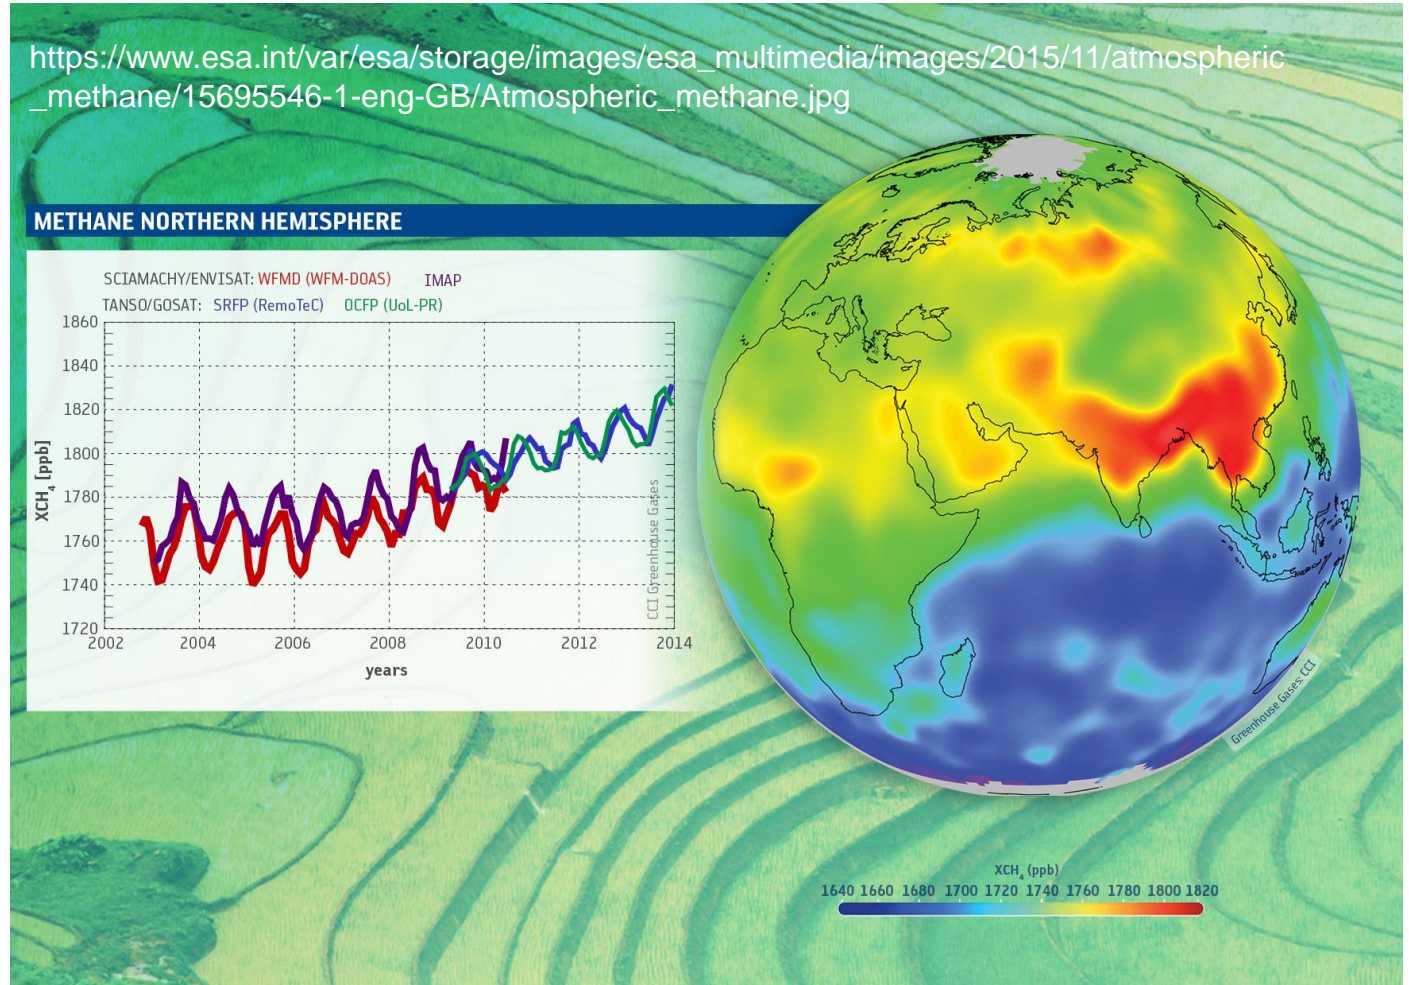 https://www.esa.int/var/esa/storage/images/esa_multimedia/images/2015/11/atmospheric
_methane/15695546-1-eng-GB/Atmospheric_methane.jpg
METHANE NORTHERN HEMISPHERE
SCIAMACHY/ENVISAT: WFMD (WFM-DOAS) IMAP
TANSO/GOSAT: SRFP (RemoTeC) OCFP (UoL-PR)
XCH4 [ppb]
1860
1840
1820
1800
1780
1760
1740
1720
2002 2004 2006 2008 2010 2012 2014
years
CCI Greenhouse Gases
Greenhouse Gases: CCI
XCH4 (ppb)
1640 1660 1680 1700 1720 1740 1760 1780 1800 1820